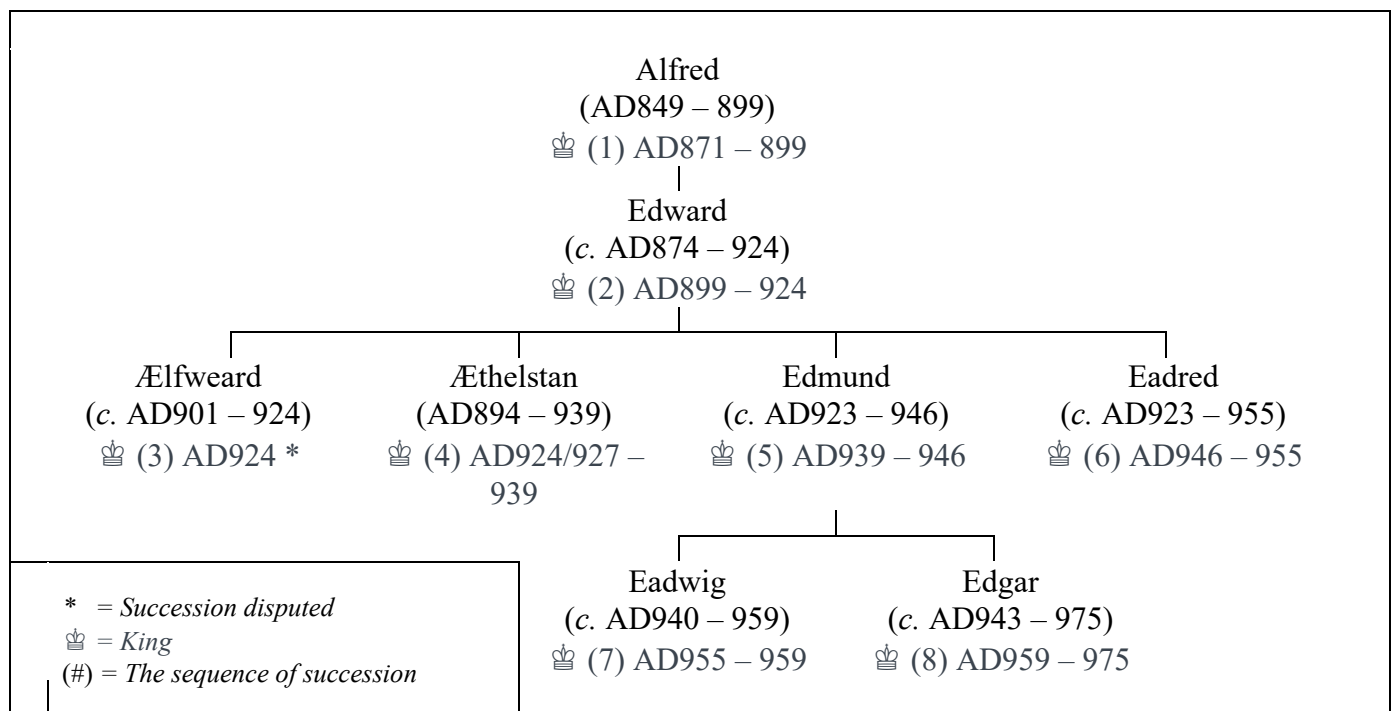 Alfred
(AD849 – 899)
♔ (1) AD871 – 899
Edward
(c. AD874 – 924)
♔ (2) AD899 – 924
Ælfweard
(c. AD901 – 924)
♔ (3) AD924 *
Æthelstan
(AD894 – 939)
♔ (4) AD924/927 –
939
Edmund
(c. AD923 – 946)
♔ (5) AD939 – 946
Eadred
(c. AD923 – 955)
♔ (6) AD946 – 955
Eadwig
(c. AD940 – 959)
♔ (7) AD955 – 959
Edgar
(c. AD943 – 975)
♔ (8) AD959 – 975
* = Succession disputed
♔ = King
(#) = The sequence of succession